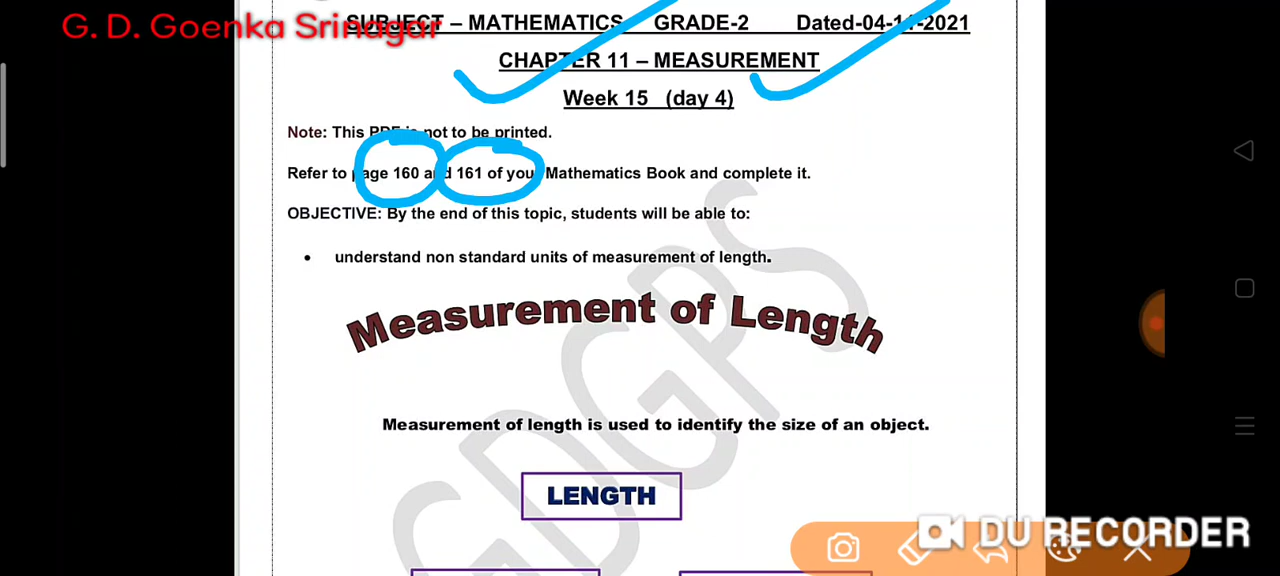 SUBJECT – MATHEMATICS GRADE-2 Dated-04-11-2021
G. D. Goenka Srinagar
CHAPTER 11 – MEASUREMENT
Week 15 (day 4)
Note: This PDF is not to be printed.
Refer to page 160 and 161 of your Mathematics Book and complete it.
OBJECTIVE: By the end of this topic, students will be able to:
• understand non standard units of measurement of length.
Measurement of Length
Measurement of length is used to identify the size of an object.
LENGTH
GDGPS
DU RECORDER